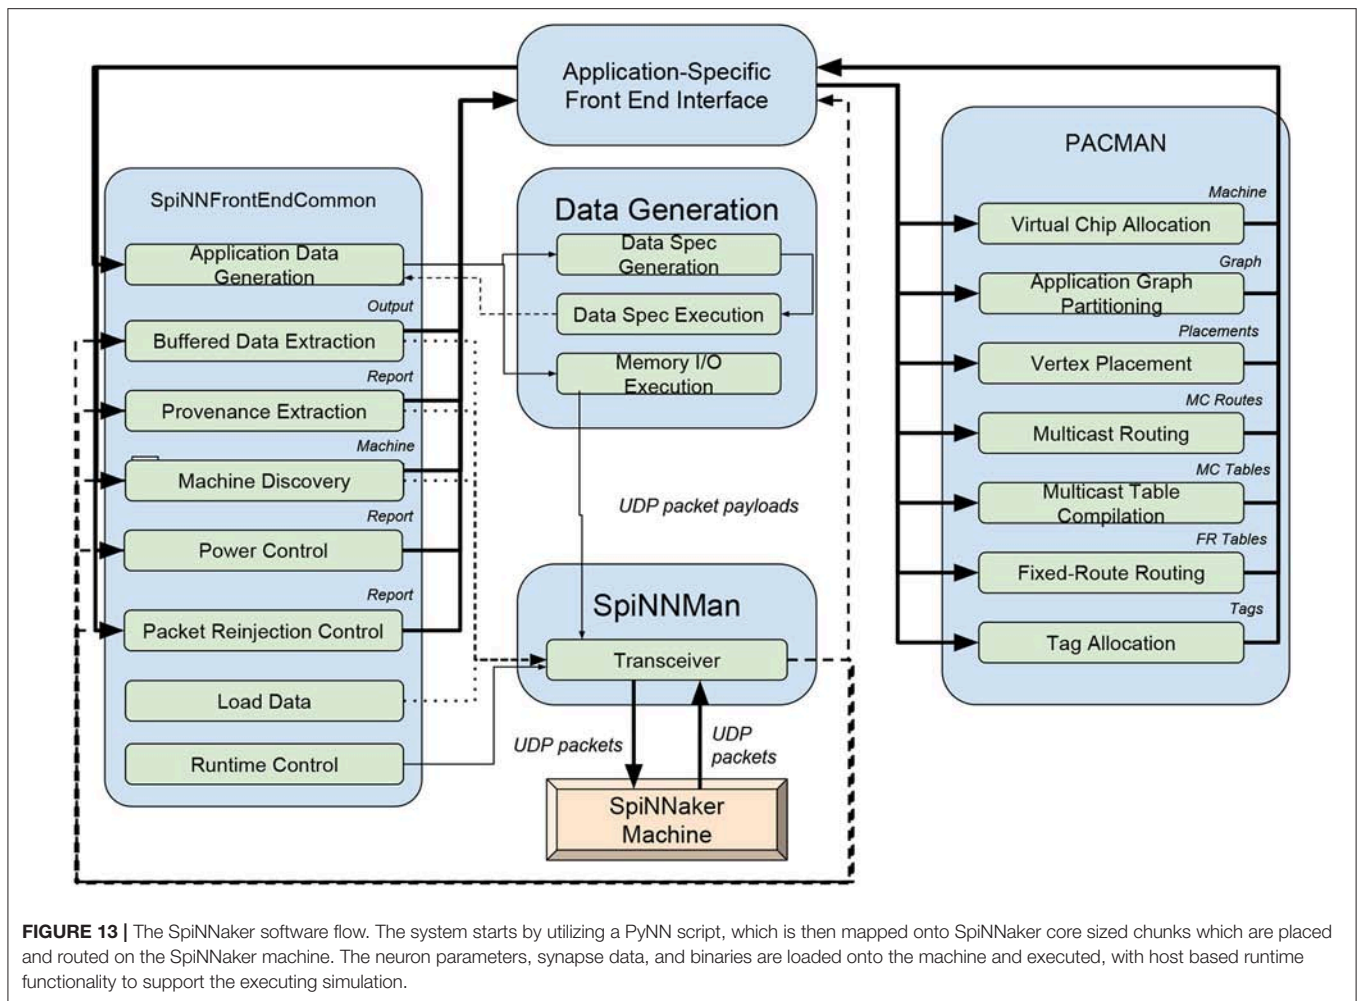 Application-Specific
Front End Interface
SpiNNFrontEndCommon
Application Data
Generation
Output
Buffered Data Extraction
Report
Provenance Extraction
Machine
Machine Discovery
Report
Power Control
Report
Packet Reinjection Control
Load Data
Runtime Control
Data Generation
Data Spec
Generation
Data Spec Execution
Memory I/O
Execution
UDP packet payloads
SpiNNMan
Transceiver
UDP packets
UDP
packets
SpiNNaker
Machine
PACMAN
Machine
Virtual Chip Allocation
Graph
Application Graph
Partitioning
Placements
Vertex Placement
MC Routes
Multicast Routing
MC Tables
Multicast Table
Compilation
FR Tables
Fixed-Route Routing
Tags
Tag Allocation
FIGURE 13 | The SpiNNaker software flow. The system starts by utilizing a PyNN script, which is then mapped onto SpiNNaker core sized chunks which are placed
and routed on the SpiNNaker machine. The neuron parameters, synapse data, and binaries are loaded onto the machine and executed, with host based runtime
functionality to support the executing simulation.